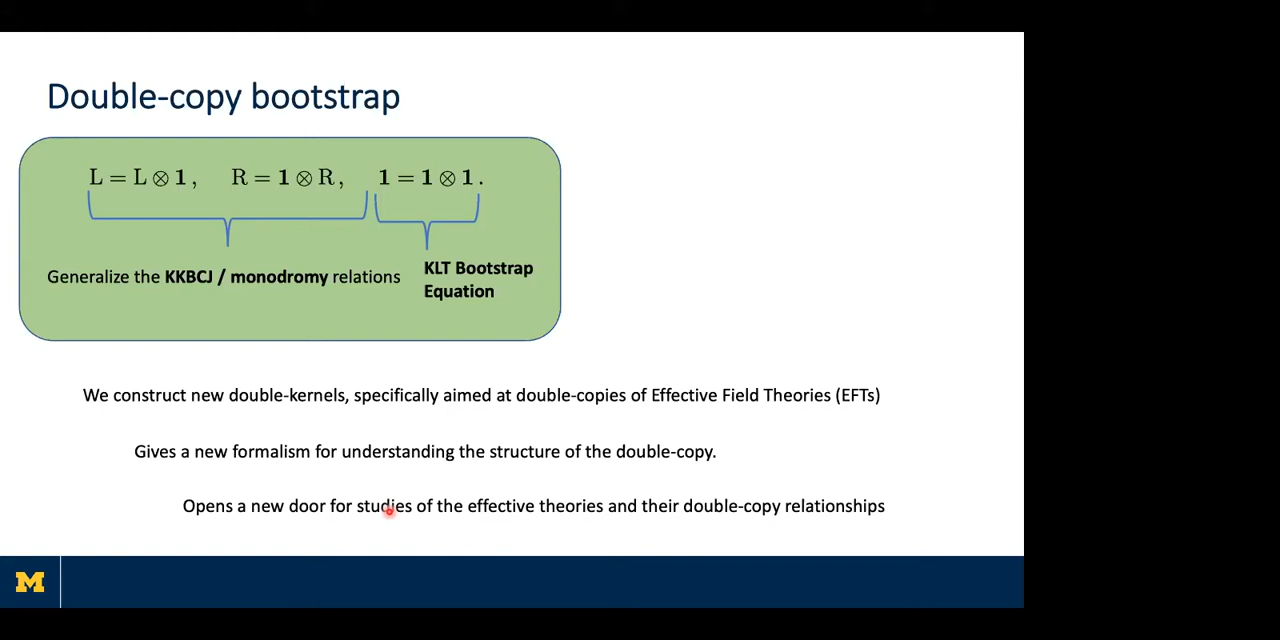 Double-copy bootstrap
L = L ⊗ 1, R = 1 ⊗ R, 1 = 1 ⊗ 1.
Generalize the KKBCJ / monodromy relations
KLT Bootstrap
Equation
We construct new double-kernels, specifically aimed at double-copies of Effective Field Theories (EFTs)
Gives a new formalism for understanding the structure of the double-copy.
Opens a new door for studies of the effective theories and their double-copy relationships
M